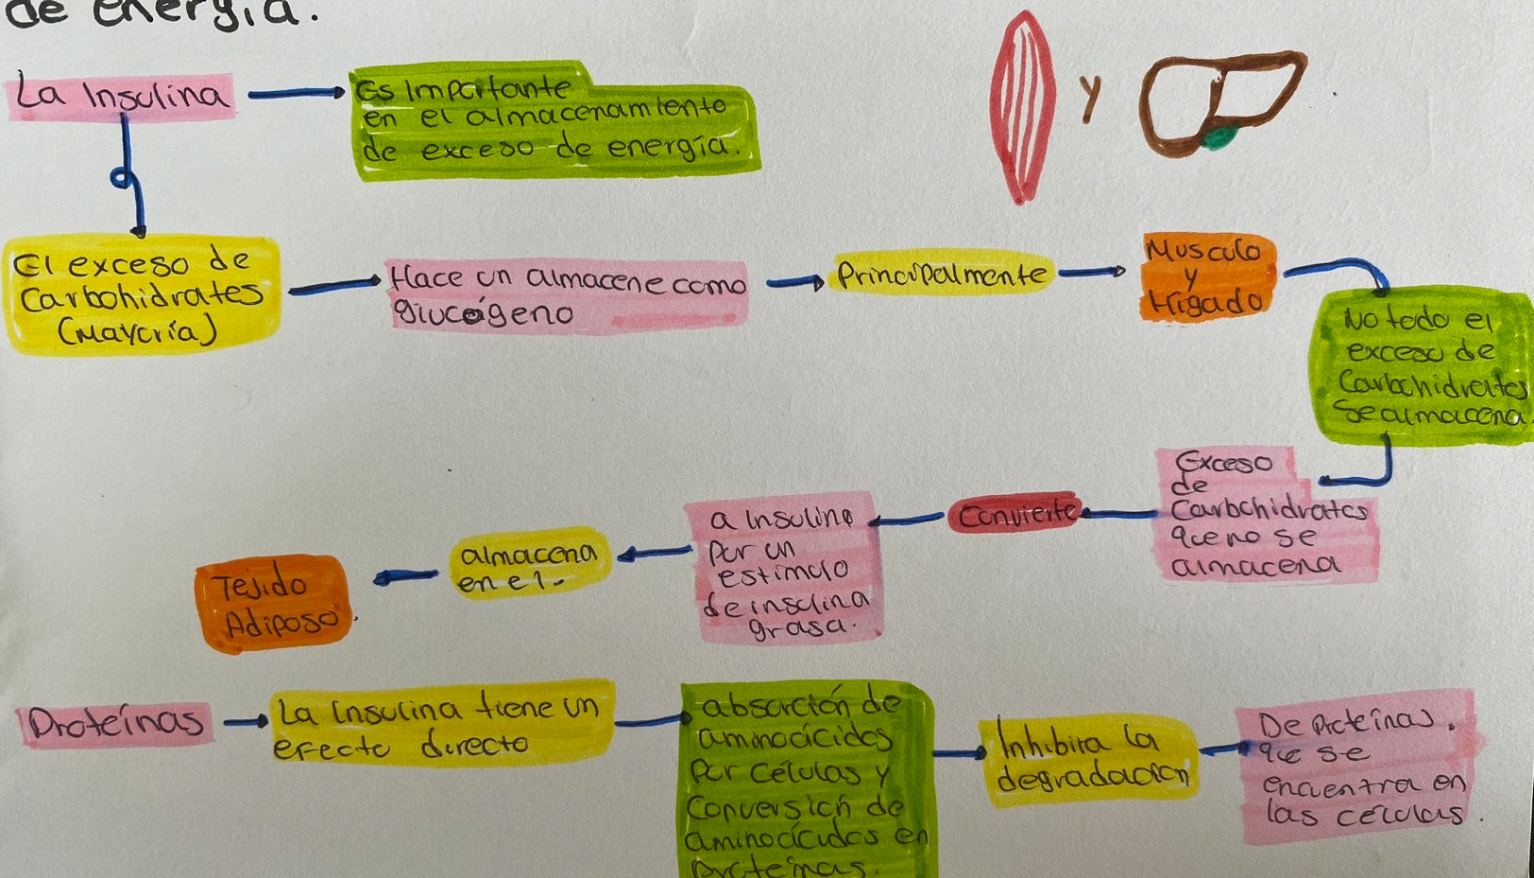 de energía.
La Insulina
Es Importante
en el almacenamiento
de exceso de energía.
y
El exceso de
Carbohidrates
(Mayoría)
Hace un almacene como
glucógeno
Principalmente
Musculo
y
Higado
No todo el
exceso de
Carbohidrates
Se almacena.
Exceso
de
Carbohidratos
que no se
almacena
Convierte
a Insulina
por un
estimulo
de insulina
grasa.
almacena
en el.
Tejido
Adiposo.
Proteínas
La insulina tiene un
efecto directo
absorción de
aminoácidos
por células y
Conversión de
aminoácidos en
proteínas.
Inhibira la
degradación
De Proteínas.
que se
encuentra en
las células.